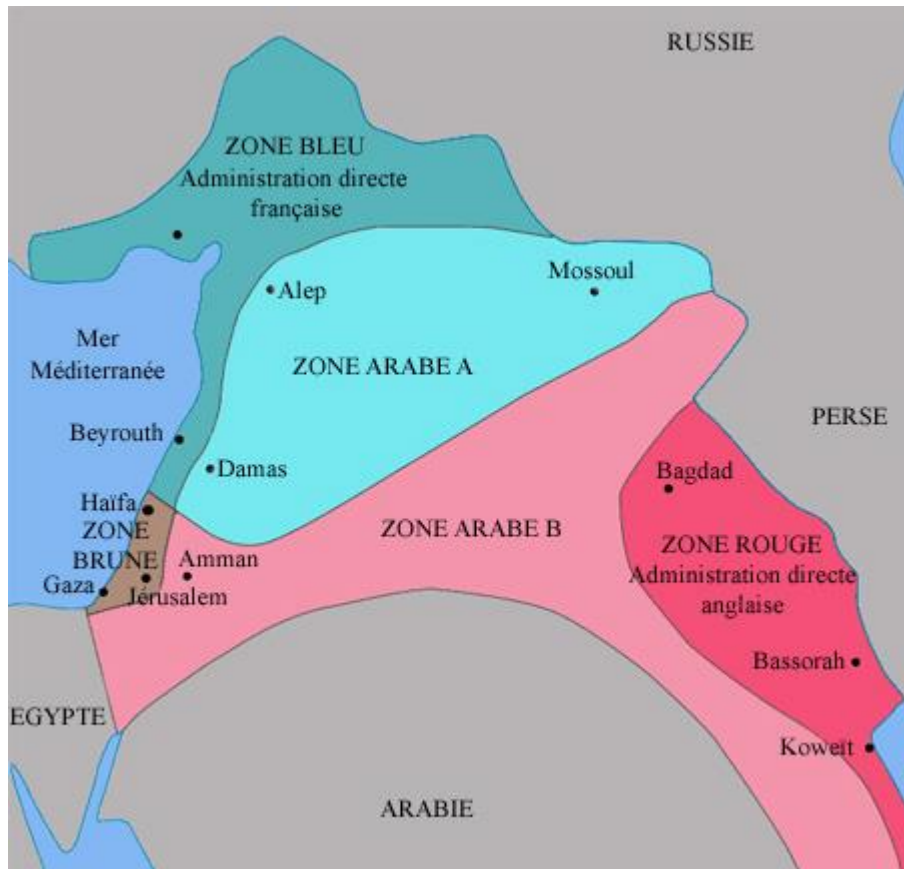 RUSSIE
ZONE BLEU
Administration directe
française
Mossoul
Alep
Mer
Méditerranée
ZONE ARABE A
PERSE
Beyrouth
Damas
Bagdad
Haïfa
ZONE
BRUNE
ZONE ARABE B
ZONE ROUGE
Administration directe
anglaise
Amman
Gaza
Jérusalem
Bassorah
EGYPTE
Koweït
ARABIE